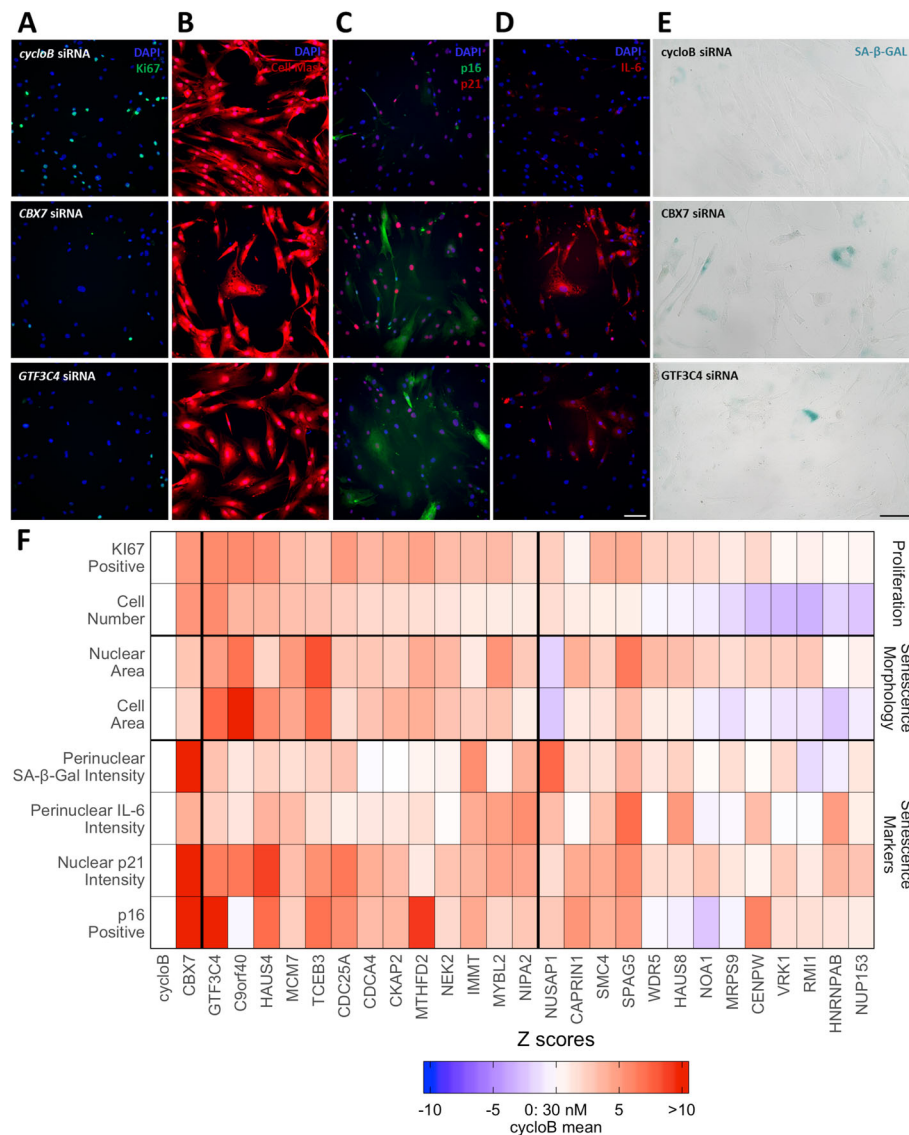 A
B
C
D
E
cycloB siRNA
DAPI
Ki67
DAPI
Cell Mask
DAPI
p16
p21
DAPI
IL-6
cycloB siRNA
SA-β-GAL
CBX7 siRNA
CBX7 siRNA
GTF3C4 siRNA
GTF3C4 siRNA
F
KI67
Positive
Cell
Number
Nuclear
Area
Cell
Area
Perinuclear
SA-β-Gal Intensity
Perinuclear IL-6
Intensity
Nuclear p21
Intensity
p16
Positive
Proliferation
Senescence
Morphology
Senescence
Markers
cycloB
CBX7
GTF3C4
C9orf40
HAUS4
MCM7
TCEB3
CDC25A
CDCA4
CKAP2
MTHFD2
NEK2
IMMT
MYBL2
NIPA2
NUSAP1
CAPRIN1
SMC4
SPAG5
WDR5
HAUS8
NOA1
MRPS9
CENPW
VRK1
RMI1
HNRNPAB
NUP153
Z scores
-10
-5
0: 30 nM
cycloB mean
5
>10